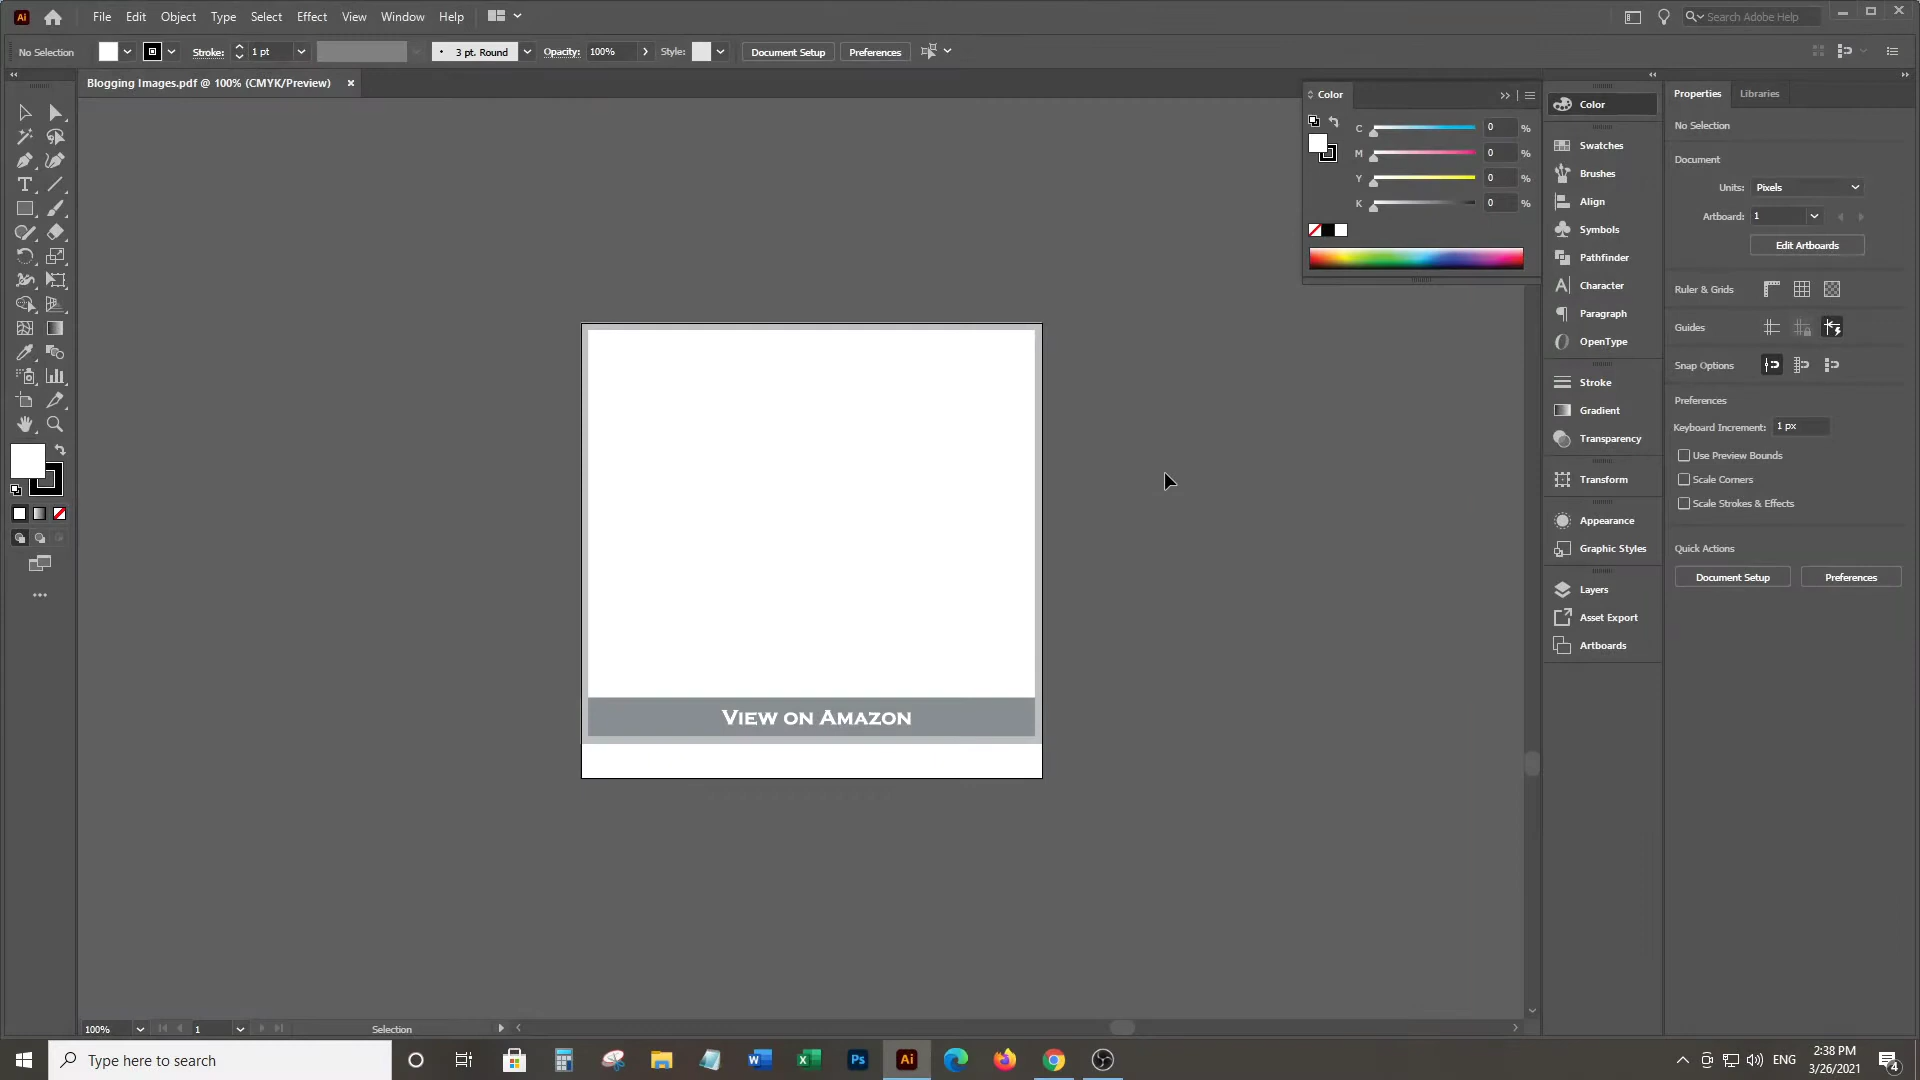 Ai File Edit Object Type Select Effect View Window Help Search Adobe Help
No Selection Stroke: 1 pt 3 pt. Round Opacity: 100% Style: Document Setup Preferences
Blogging Images.pdf @ 100% (CMYK/Preview)
Color
C 0 %
M 0 %
Y 0 %
K 0 %
Color
Swatches
Brushes
Align
Symbols
Pathfinder
Character
Paragraph
OpenType
Stroke
Gradient
Transparency
Transform
Appearance
Graphic Styles
Layers
Asset Export
Artboards
Properties Libraries
No Selection
Document
Units: Pixels
Artboard: 1
Edit Artboards
Ruler & Grids
Guides
Snap Options
Preferences
Keyboard Increment: 1 px
Use Preview Bounds
Scale Corners
Scale Strokes & Effects
Quick Actions
Document Setup Preferences
View on Amazon
100% 1 Selection
Type here to search
ENG
2:38 PM
3/26/2021
4